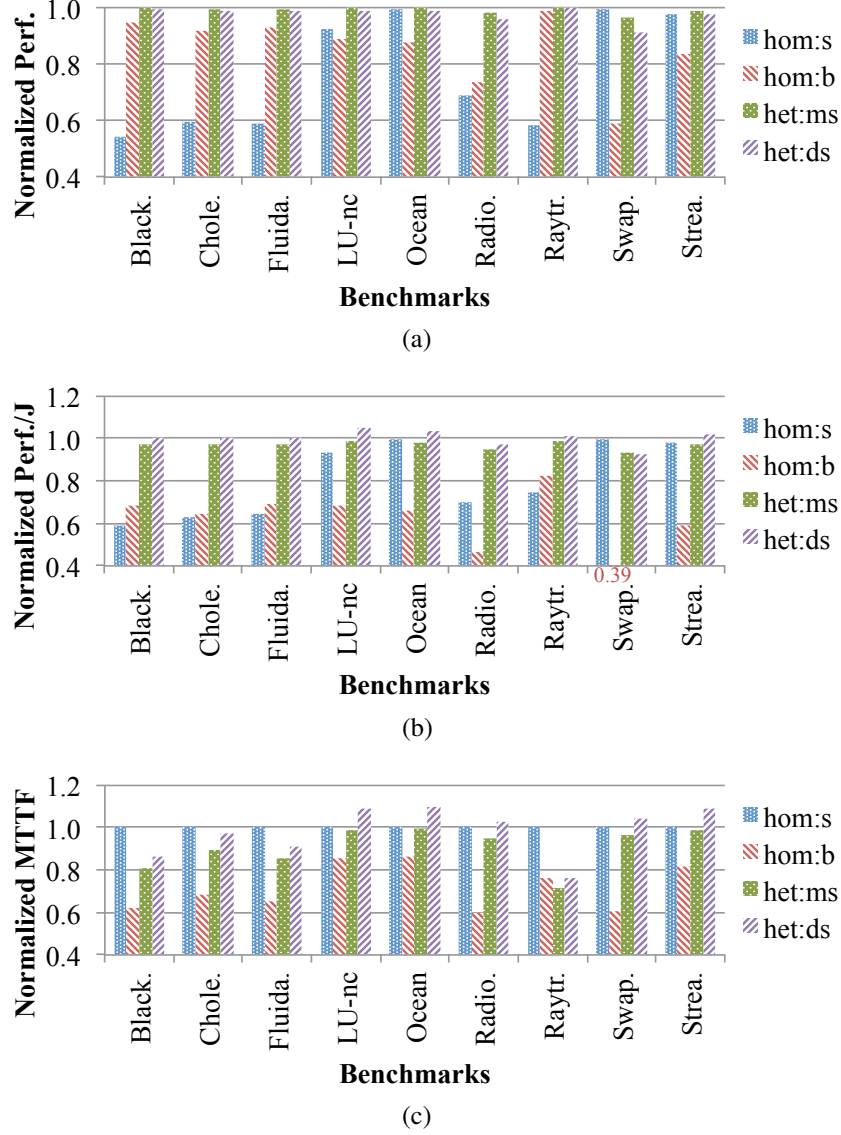 Normalized Perf.
1.0
0.8
0.6
0.4
hom:s
hom:b
het:ms
het:ds
Black.
Chole.
Fluida.
LU-nc
Ocean
Radio.
Raytr.
Swap.
Strea.
Benchmarks
(a)
Normalized Perf./J
1.2
1.0
0.8
0.6
0.4
0.39
hom:s
hom:b
het:ms
het:ds
Black.
Chole.
Fluida.
LU-nc
Ocean
Radio.
Raytr.
Swap.
Strea.
Benchmarks
(b)
Normalized MTTF
1.2
1.0
0.8
0.6
0.4
hom:s
hom:b
het:ms
het:ds
Black.
Chole.
Fluida.
LU-nc
Ocean
Radio.
Raytr.
Swap.
Strea.
Benchmarks
(c)